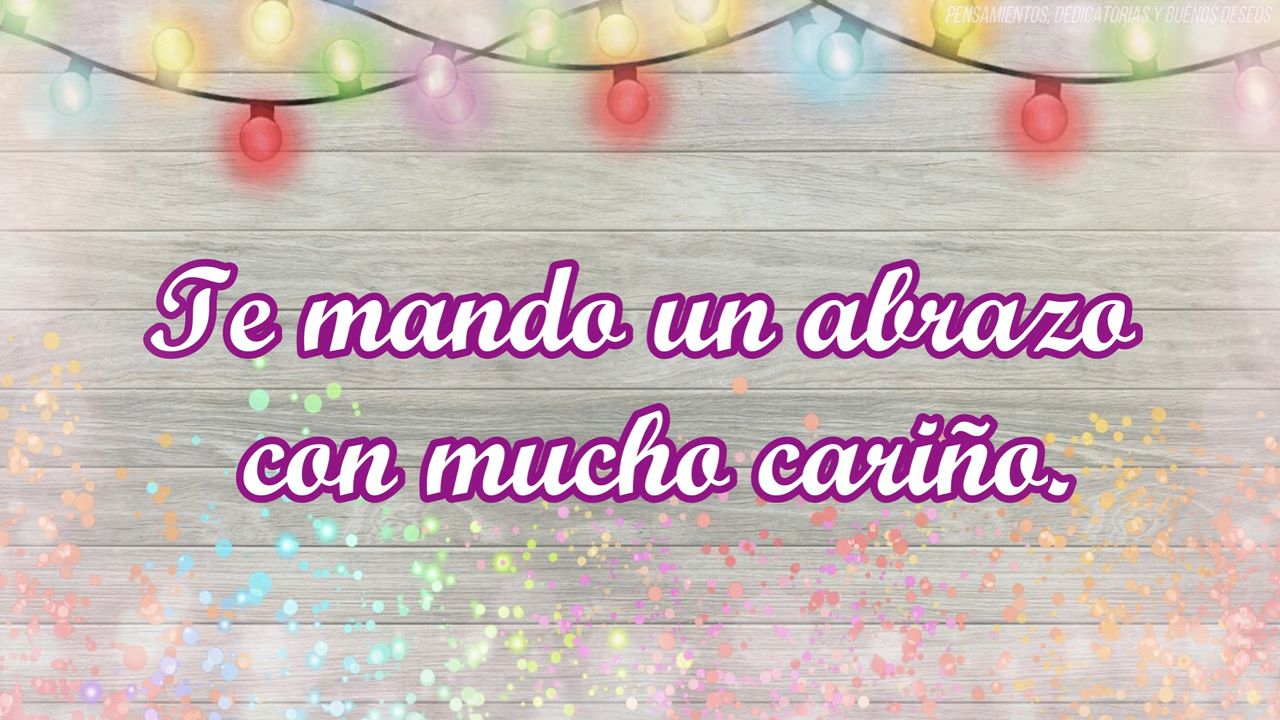 PENSAMIENTOS, DEDICATORIAS Y BUENOS DESEOS
Te mando un abrazo
con mucho cariño.